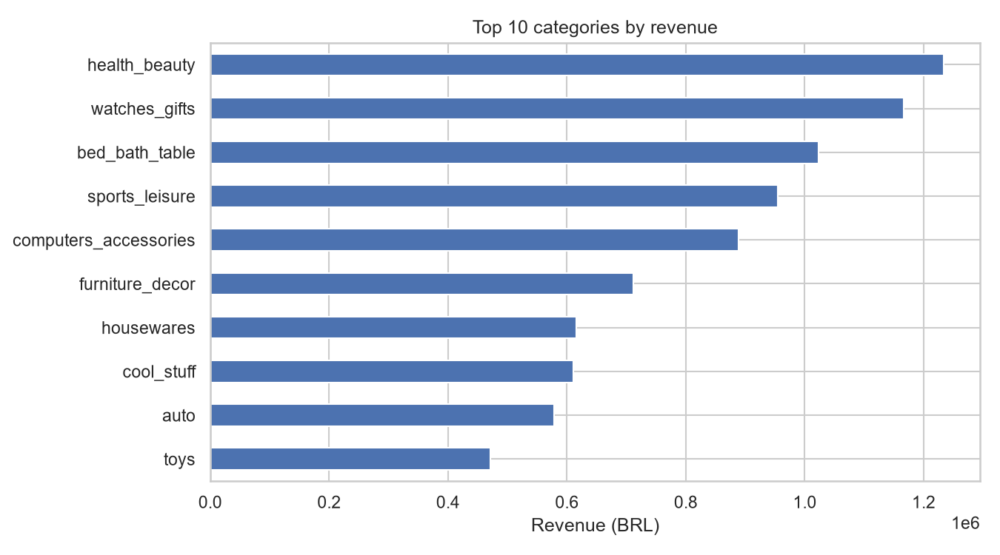 Top 10 categories by revenue
health_beauty
watches_gifts
bed_bath_table
sports_leisure
computers_accessories
furniture_decor
housewares
cool_stuff
auto
toys
0.0 0.2 0.4 0.6 0.8 1.0 1.2
Revenue (BRL)
1e6